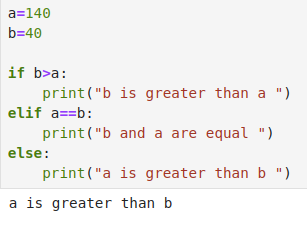 a=140
b=40

if b>a:
    print("b is greater than a ")
elif a==b:
    print("b and a are equal ")
else:
    print("a is greater than b ")
a is greater than b